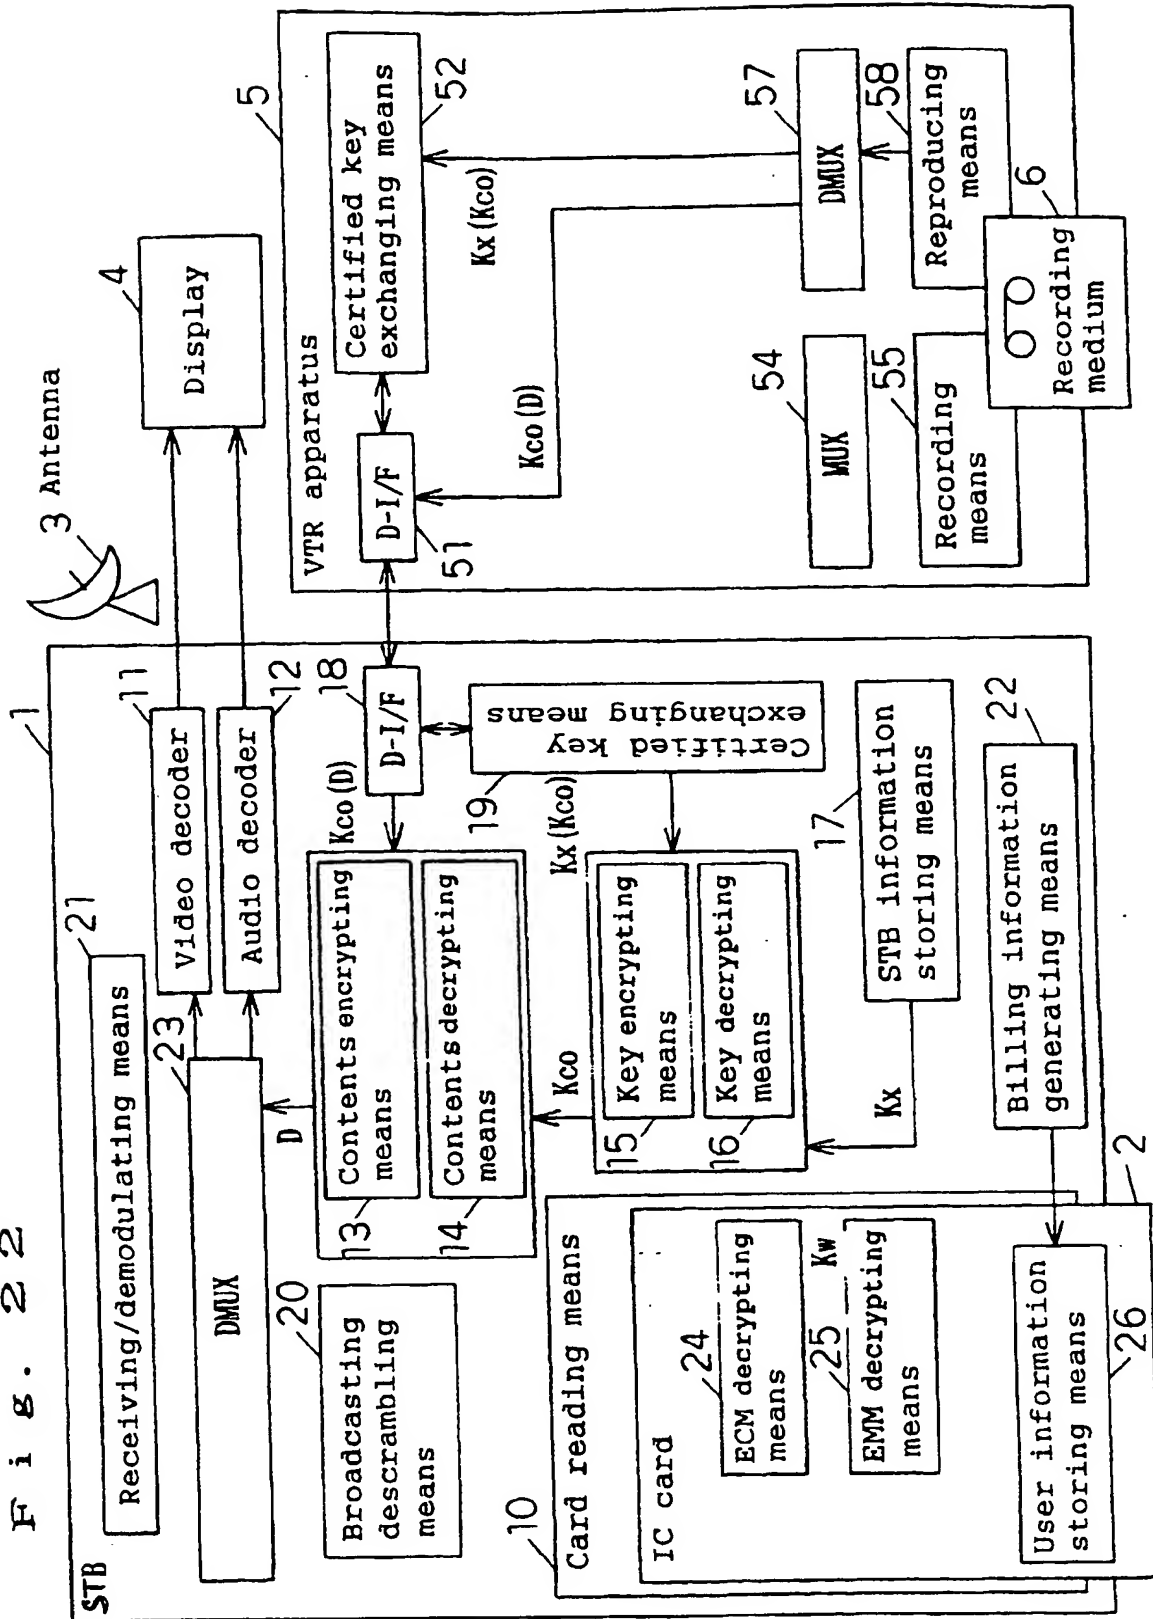 Fig. 22
STB
1
Receiving/demodulating means
21
DMUX
23
Video decoder
11
Audio decoder
12
3 Antenna
4
Display
Broadcasting
descrambling
means
20
D
Contents encrypting
means
13
Contents decrypting
means
14
Kco(D)
D-I/F
18
Certified key
exchanging means
19
Kx(Kco)
Kco
Key encrypting
means
15
Key decrypting
means
16
Kx
STB information
storing means
17
Billing information
generating means
22
10
Card reading means
IC card
2
24
ECM decrypting
means
25
Kw
EMM decrypting
means
User information
storing means
26
5
VTR apparatus
D-I/F
51
Certified key
exchanging means
52
Kx(Kco)
Kco(D)
MUX
54
DMUX
57
Recording
means
55
Reproducing
means
58
Recording
medium
6